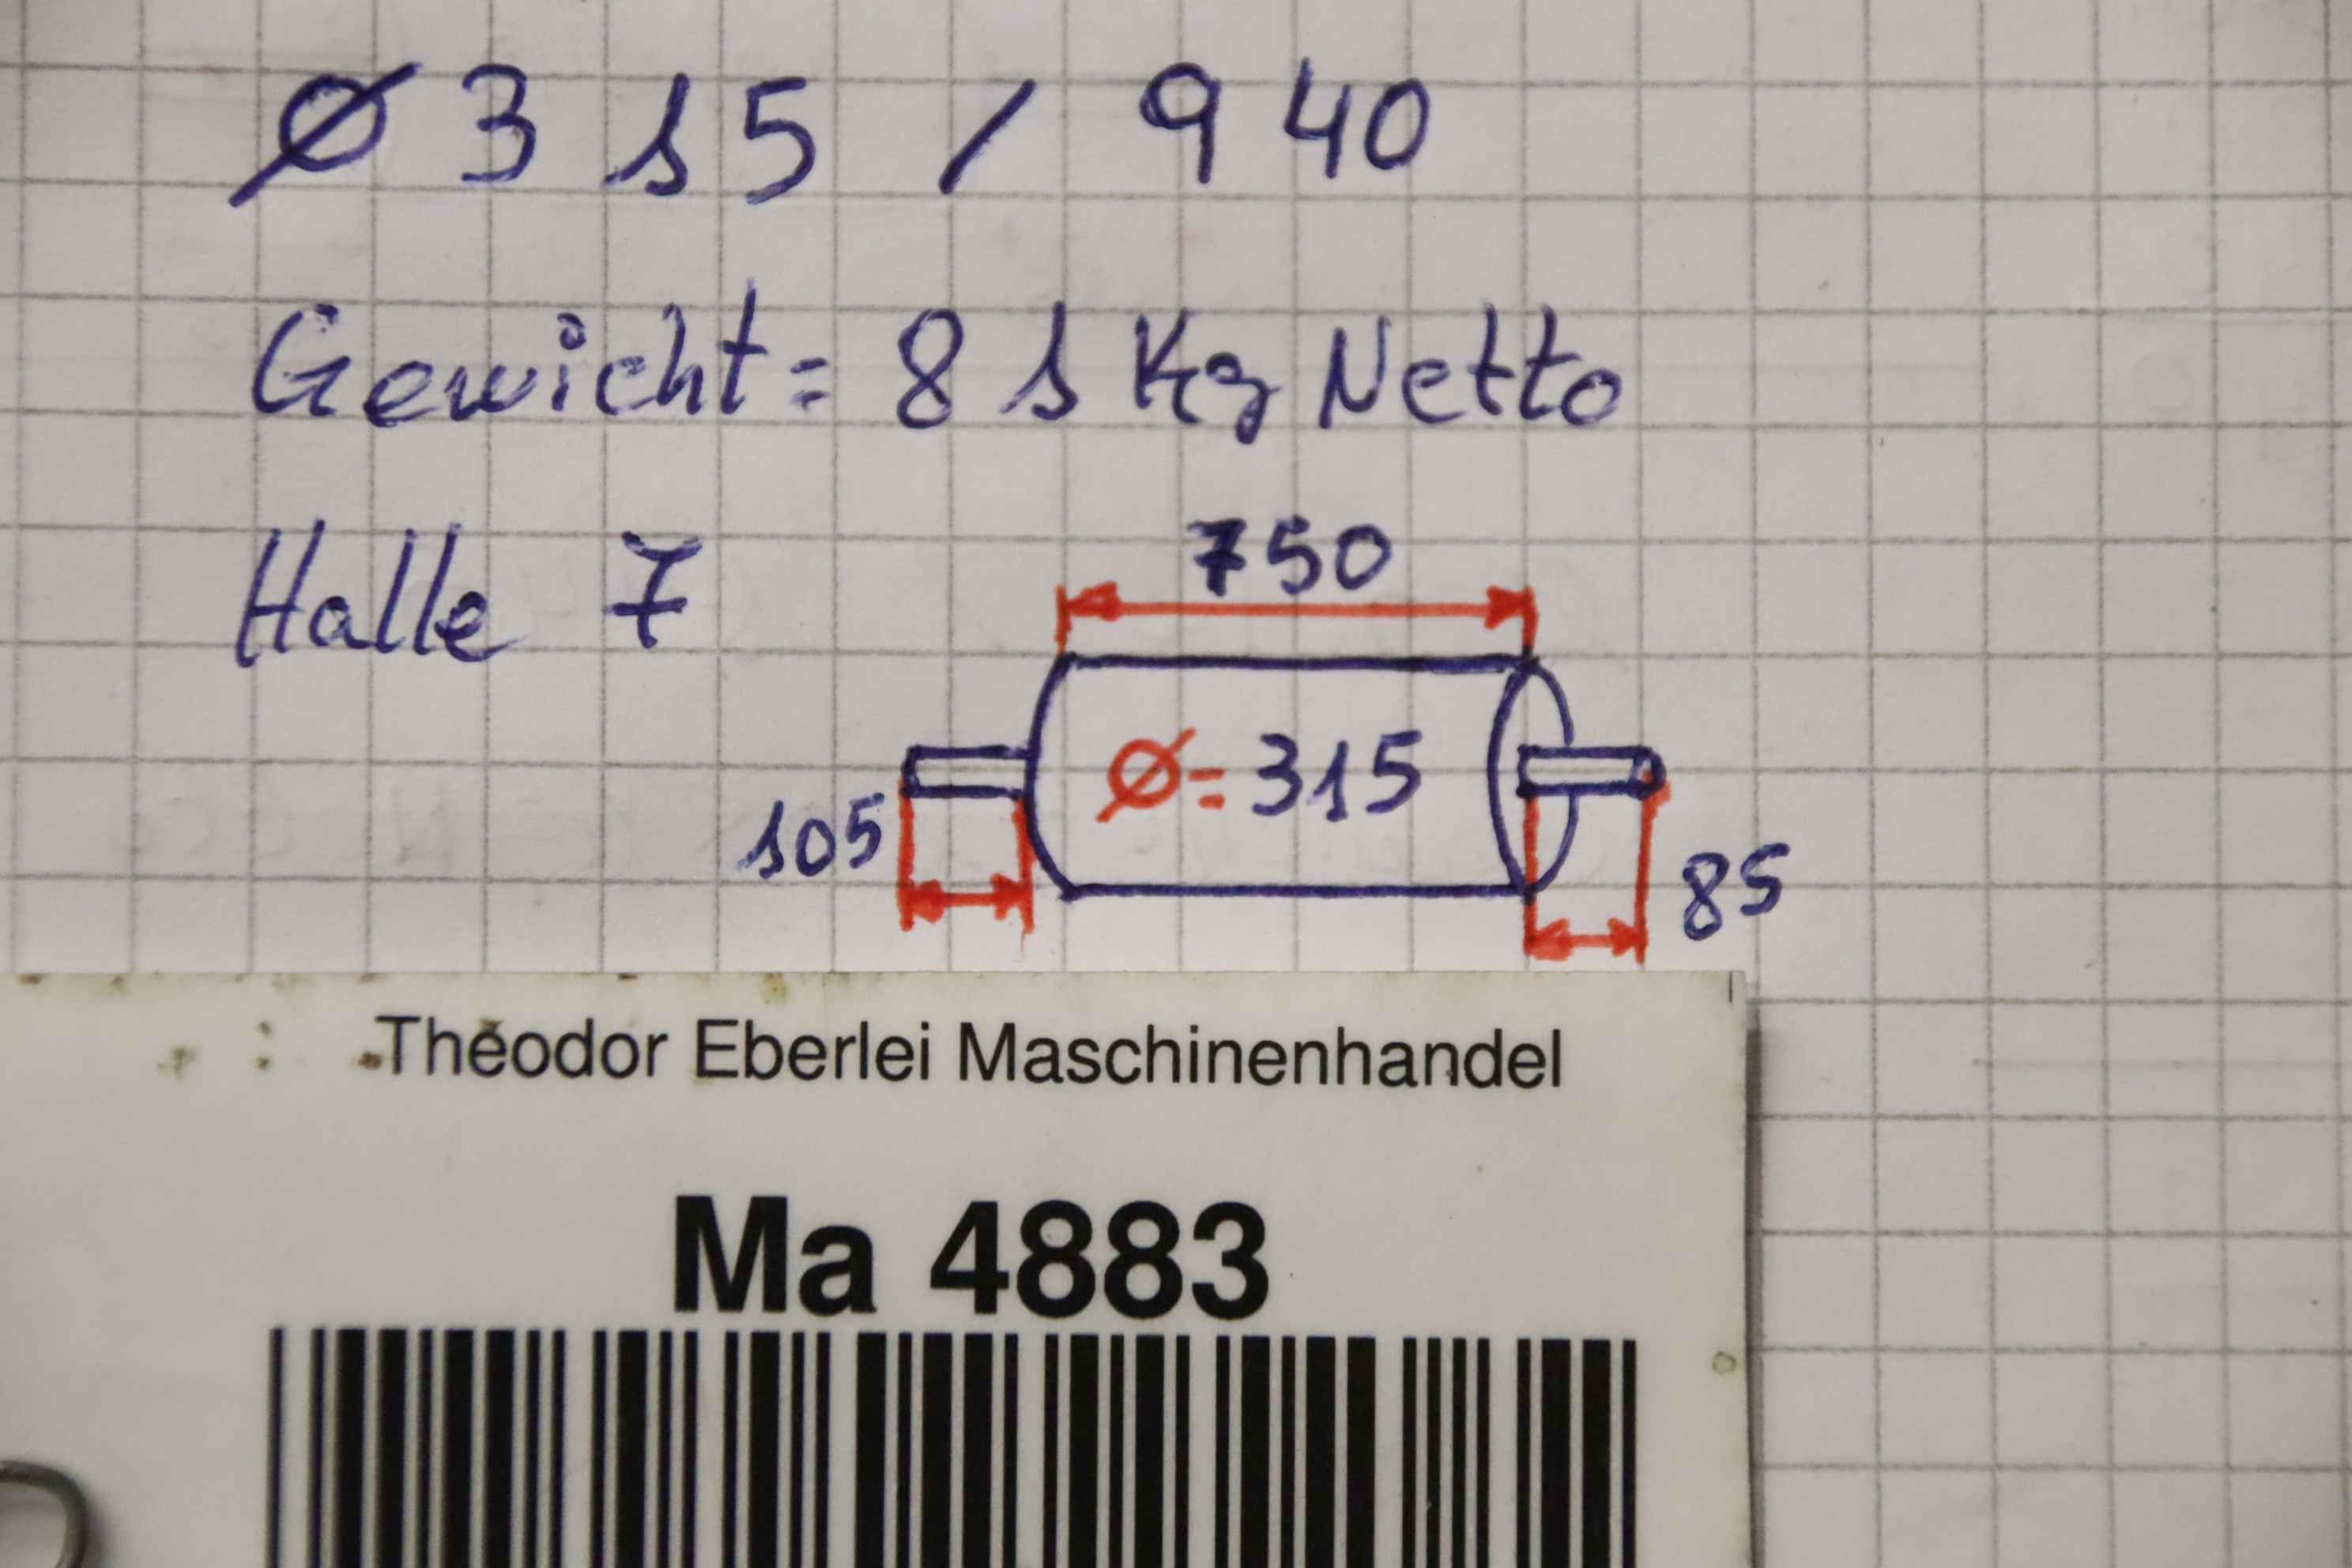 Ø 315 / 940
Gewicht = 81 Kg Netto
Halle 7
750
Ø = 315
105
85
Theodor Eberlei Maschinenhandel
Ma 4883